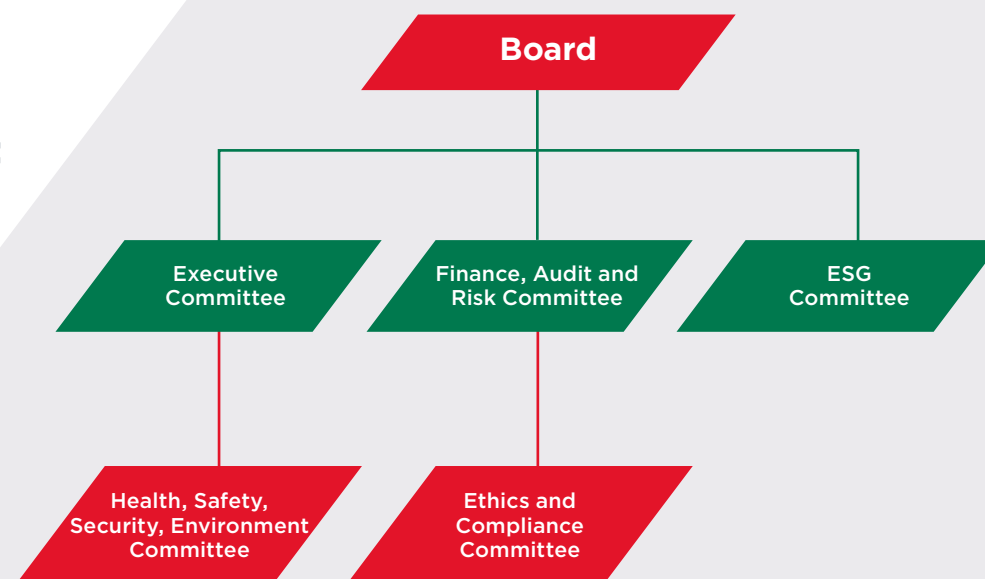 Board
Executive
Committee
Finance, Audit and
Risk Committee
ESG
Committee
Health, Safety,
Security, Environment
Committee
Ethics and
Compliance
Committee